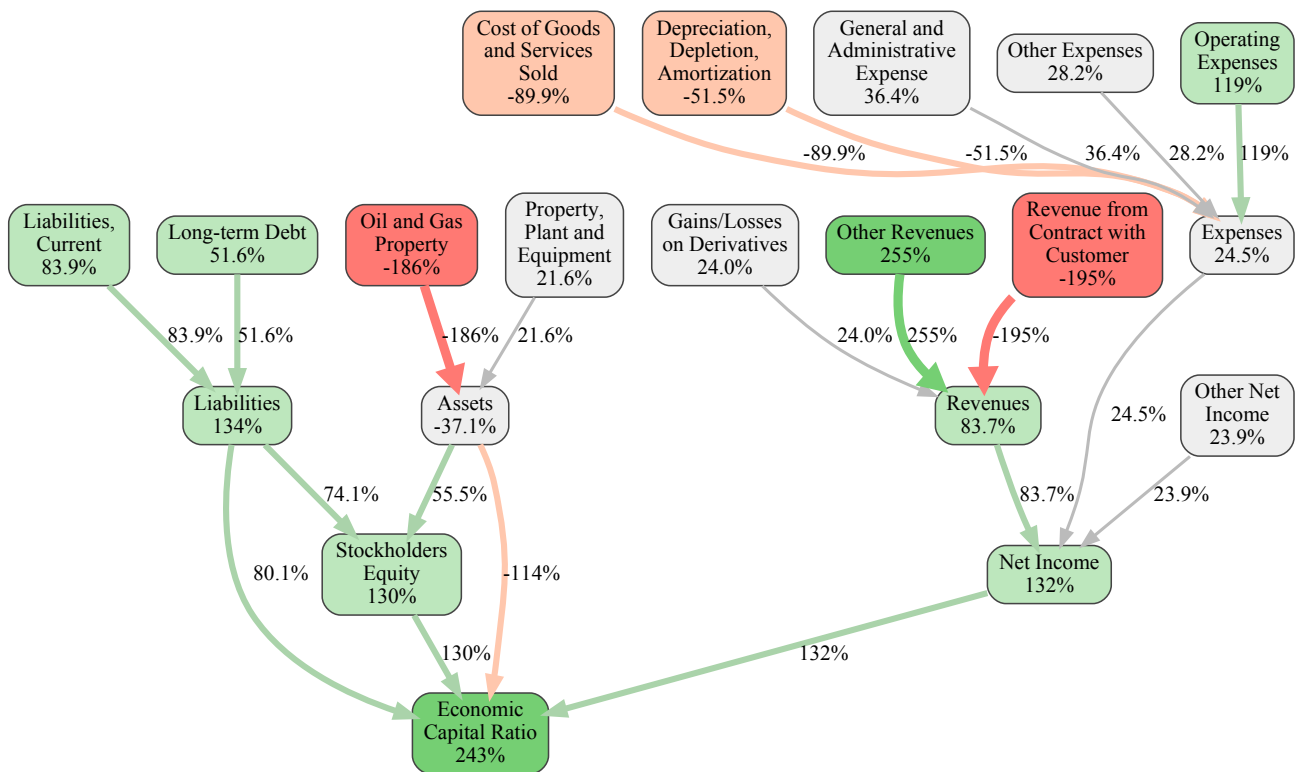 Cost of Goods
and Services
Sold
-89.9%
Depreciation,
Depletion,
Amortization
-51.5%
General and
Administrative
Expense
36.4%
Other Expenses
28.2%
Operating
Expenses
119%
-89.9%
-51.5%
36.4%
28.2%
119%
Liabilities,
Current
83.9%
Long-term Debt
51.6%
Oil and Gas
Property
-186%
Property,
Plant and
Equipment
21.6%
Gains/Losses
on Derivatives
24.0%
Other Revenues
255%
Revenue from
Contract with
Customer
-195%
Expenses
24.5%
83.9%
51.6%
-186%
21.6%
24.0%
255%
-195%
Liabilities
134%
Assets
-37.1%
Revenues
83.7%
24.5%
Other Net
Income
23.9%
74.1%
55.5%
83.7%
23.9%
Stockholders
Equity
130%
80.1%
-114%
Net Income
132%
130%
132%
Economic
Capital Ratio
243%